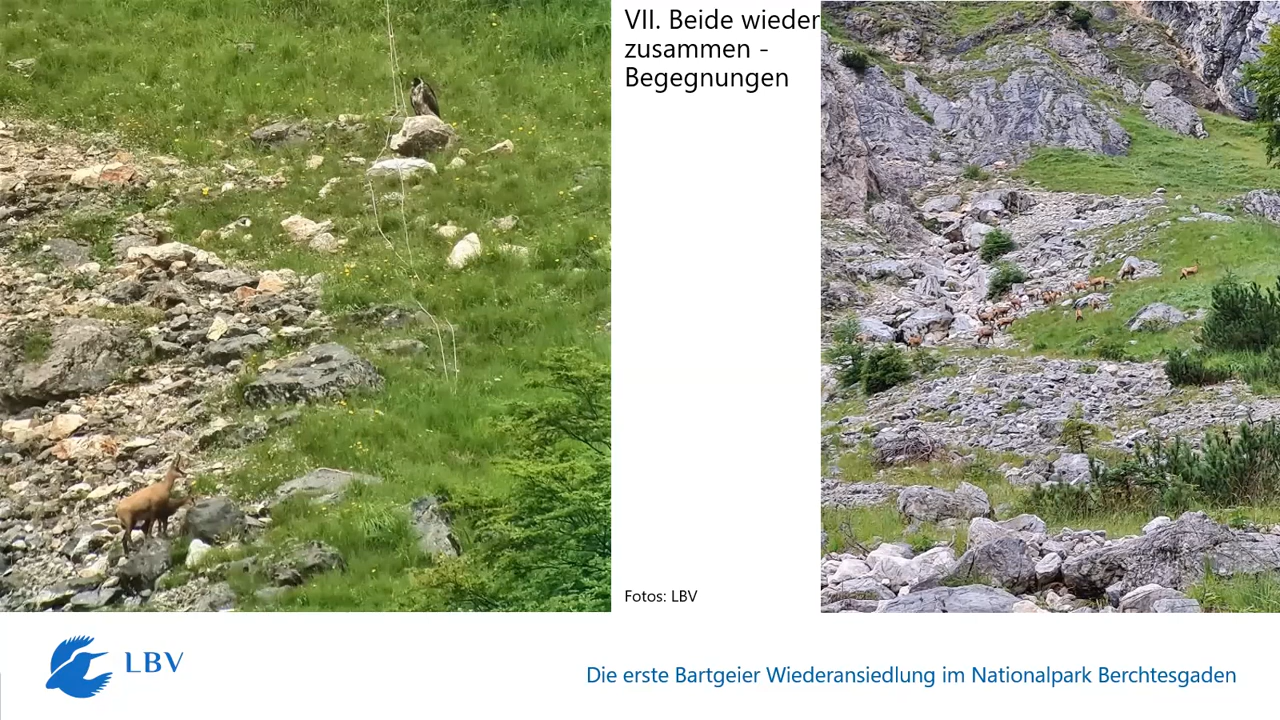 VII. Beide wieder
zusammen -
Begegnungen
Fotos: LBV
LBV
Die erste Bartgeier Wiederansiedlung im Nationalpark Berchtesgaden